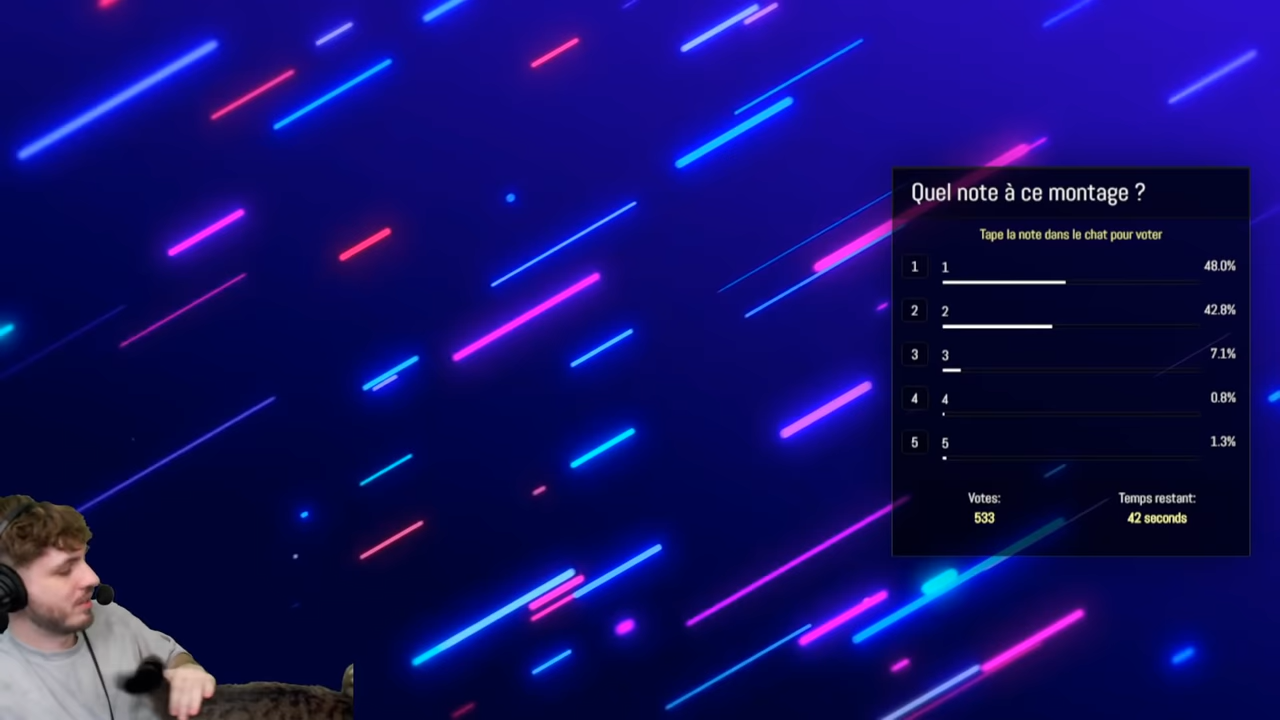 Quel note à ce montage ?
Tape la note dans le chat pour voter
1 1 48.0%
2 2 42.8%
3 3 7.1%
4 4 0.8%
5 5 1.3%
Votes: Temps restant:
533 42 seconds